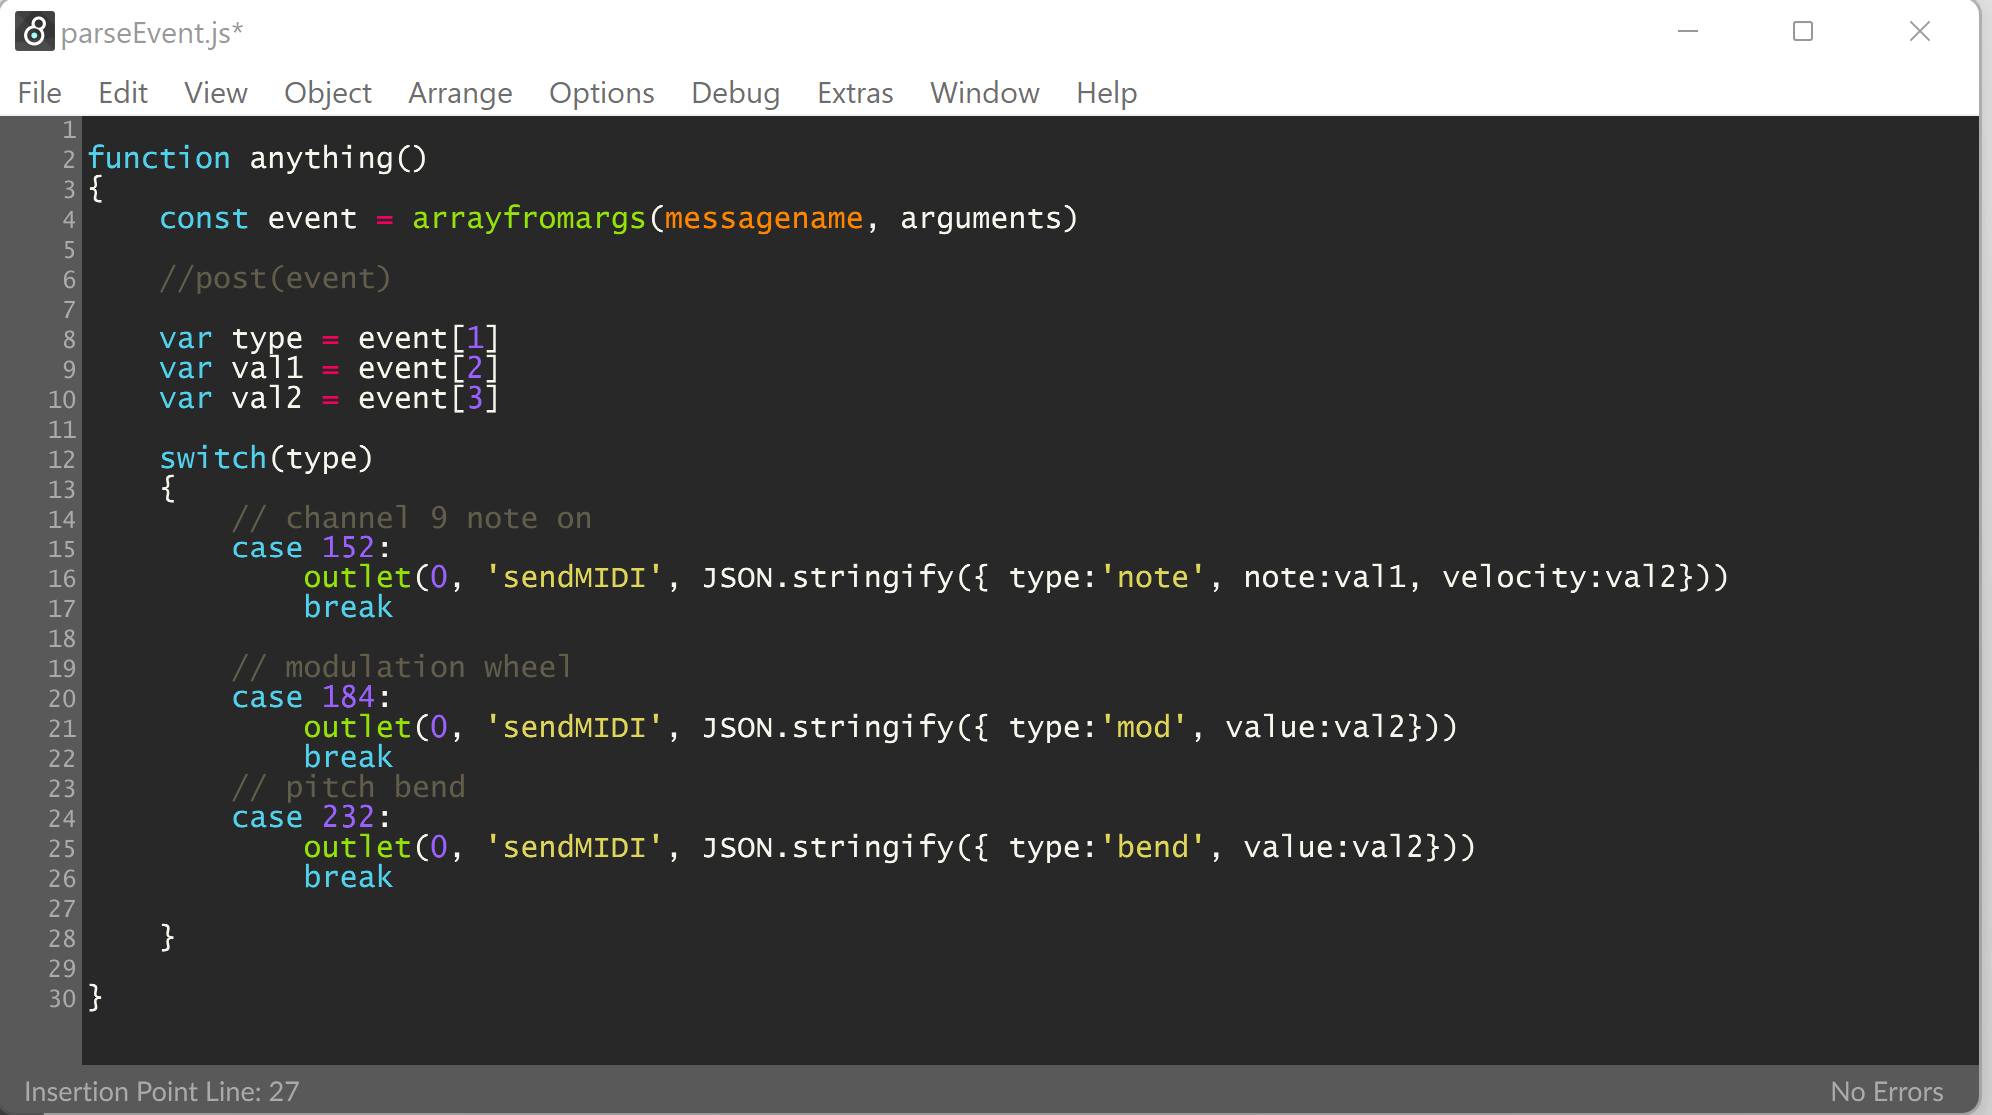 parseEvent.js*
File Edit View Object Arrange Options Debug Extras Window Help
1
2 function anything()
3 {
4     const event = arrayfromargs(messagename, arguments)
5
6     //post(event)
7
8     var type = event[1]
9     var val1 = event[2]
10     var val2 = event[3]
11
12     switch(type)
13     {
14         // channel 9 note on
15         case 152:
16             outlet(0, 'sendMIDI', JSON.stringify({ type:'note', note:val1, velocity:val2}))
17             break
18
19         // modulation wheel
20         case 184:
21             outlet(0, 'sendMIDI', JSON.stringify({ type:'mod', value:val2}))
22             break
23         // pitch bend
24         case 232:
25             outlet(0, 'sendMIDI', JSON.stringify({ type:'bend', value:val2}))
26             break
27
28     }
29
30 }
Insertion Point Line: 27 No Errors